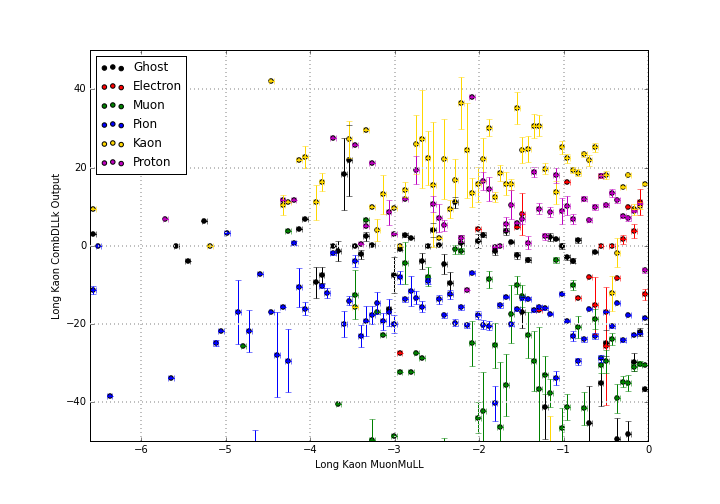 Ghost
Electron
Muon
Pion
Kaon
Proton
40
20
0
−20
−40
−6
−5
−4
−3
−2
−1
0
Long Kaon CombDLLk Output
Long Kaon MuonMuLL